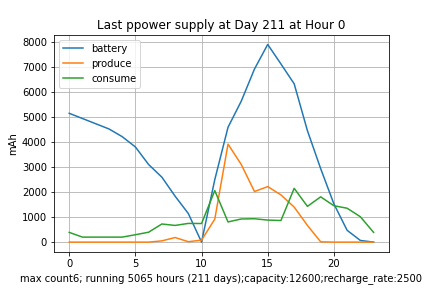 Last ppower supply at Day 211 at Hour 0
8000
7000
6000
5000
4000
3000
2000
1000
0
mAh
battery
produce
consume
0 5 10 15 20
max count6; running 5065 hours (211 days);capacity:12600;recharge_rate:2500